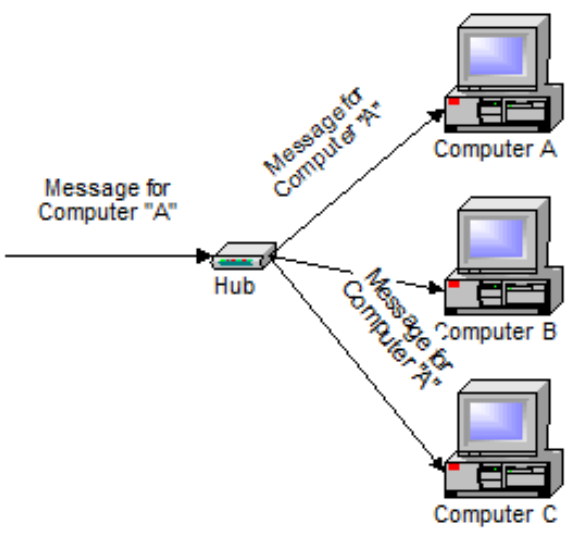 Message for
Computer "A"
Hub
Message for
Computer "A"
Computer A
Message for
Computer "A"
Computer B
Computer C